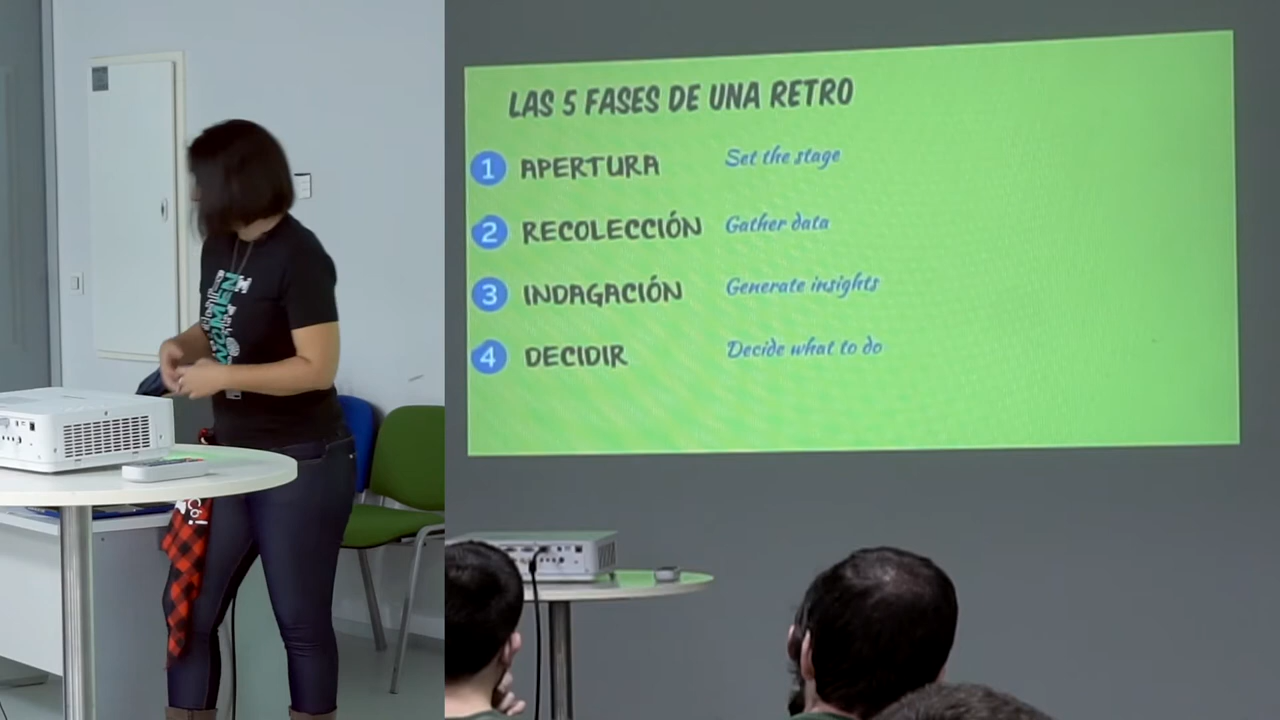 LAS 5 FASES DE UNA RETRO
1 APERTURA Set the stage
2 RECOLECCIÓN Gather data
3 INDAGACIÓN Generate insights
4 DECIDIR Decide what to do
WOMEN